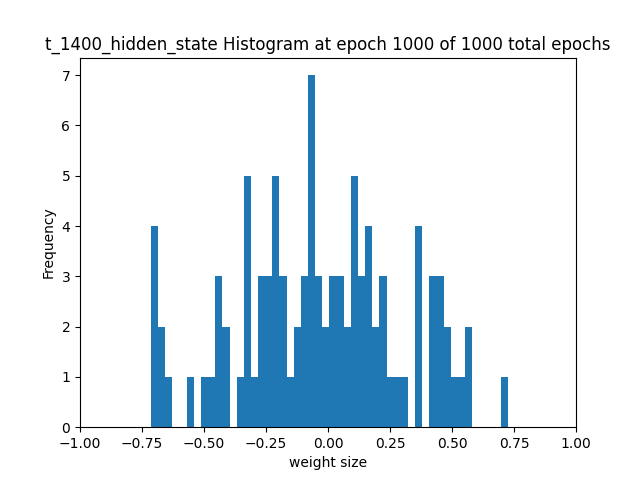 t_1400_hidden_state Histogram at epoch 1000 of 1000 total epochs
7
6
5
4
3
2
1
0
Frequency
−1.00 −0.75 −0.50 −0.25 0.00 0.25 0.50 0.75 1.00
weight size